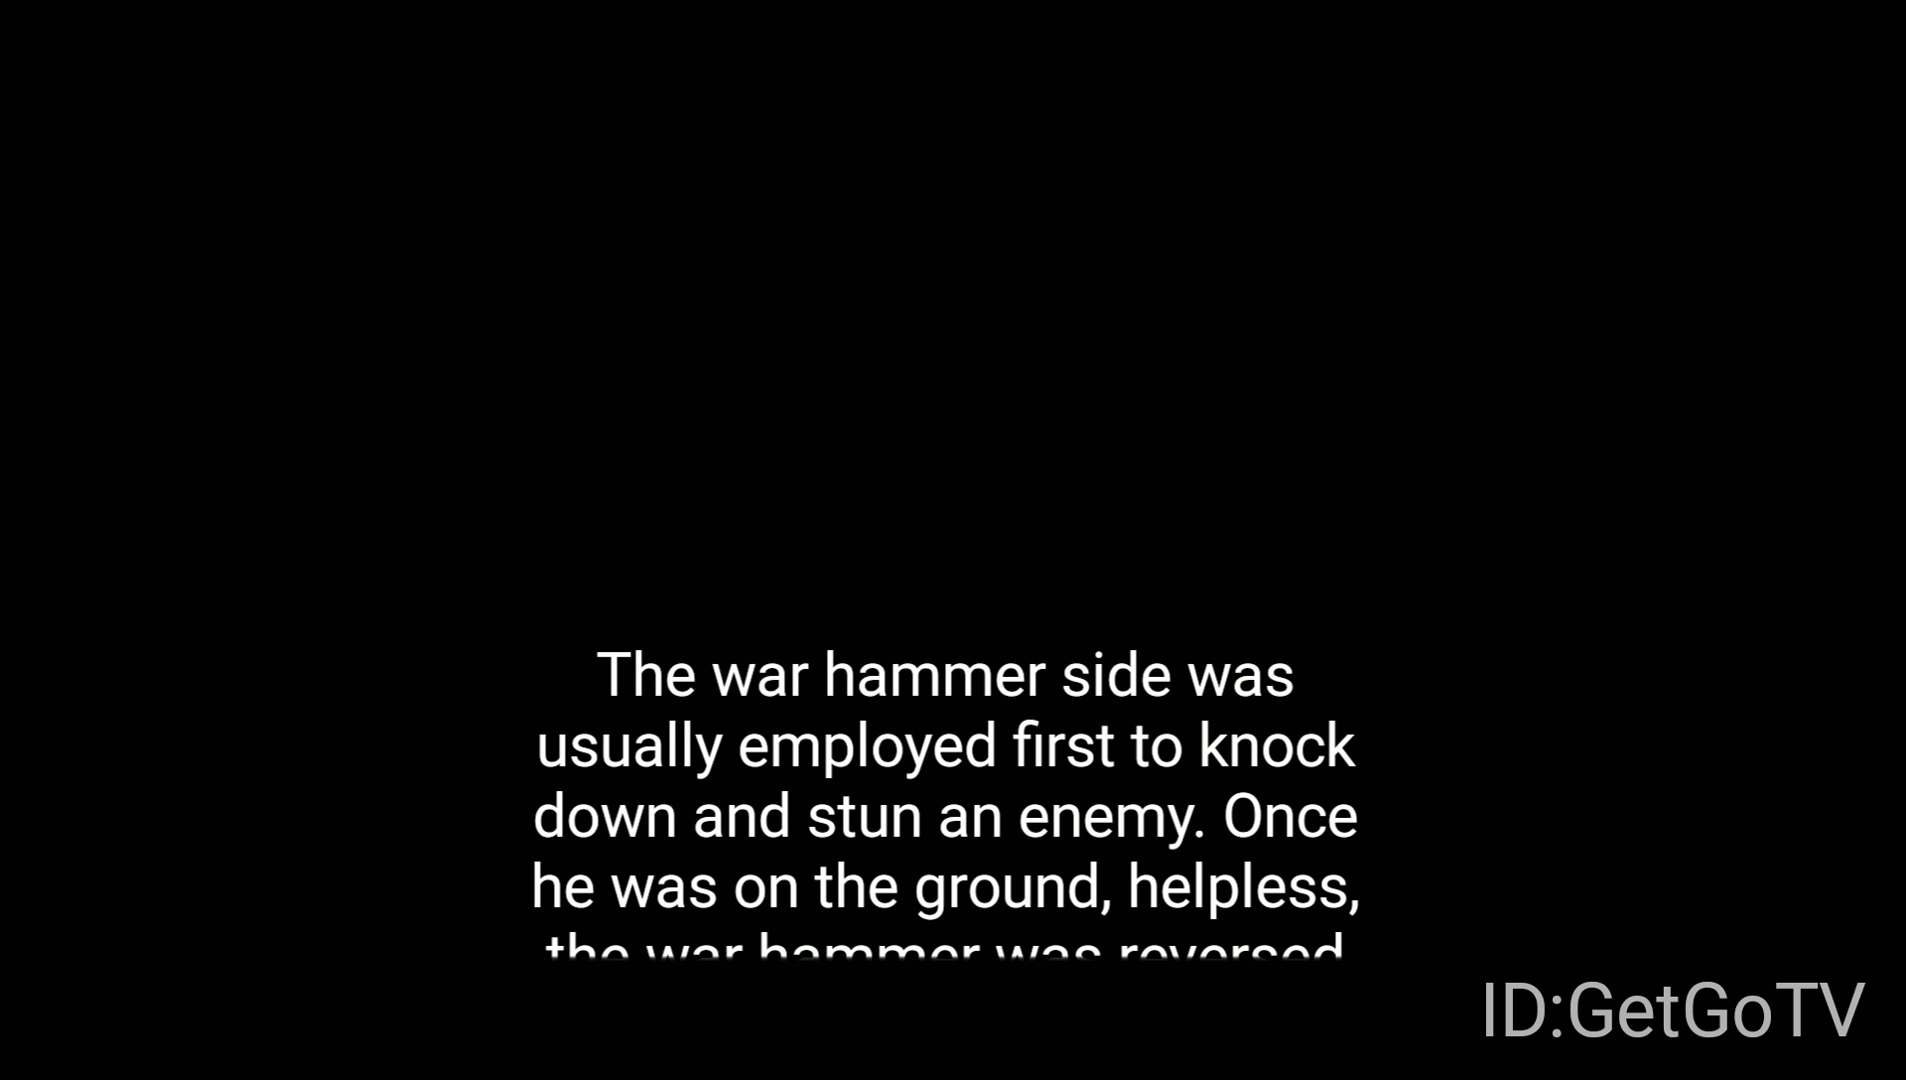 The war hammer side was
usually employed first to knock
down and stun an enemy. Once
he was on the ground, helpless,
the war hammer was reversed
ID:GetGoTV